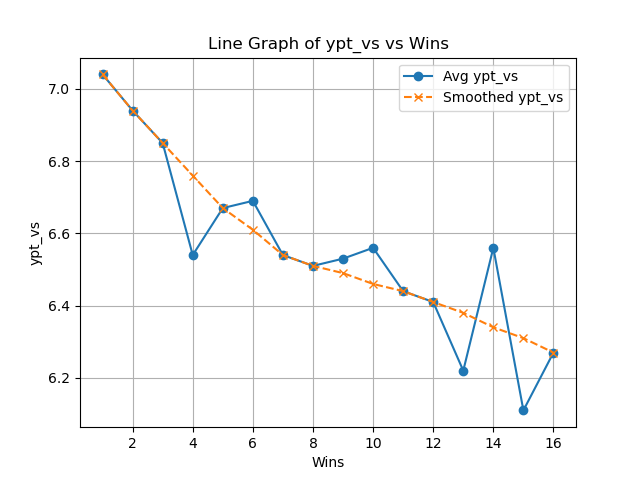 Line Graph of ypt_vs vs Wins
Avg ypt_vs
Smoothed ypt_vs
7.0
6.8
6.6
6.4
6.2
ypt_vs
2 4 6 8 10 12 14 16
Wins